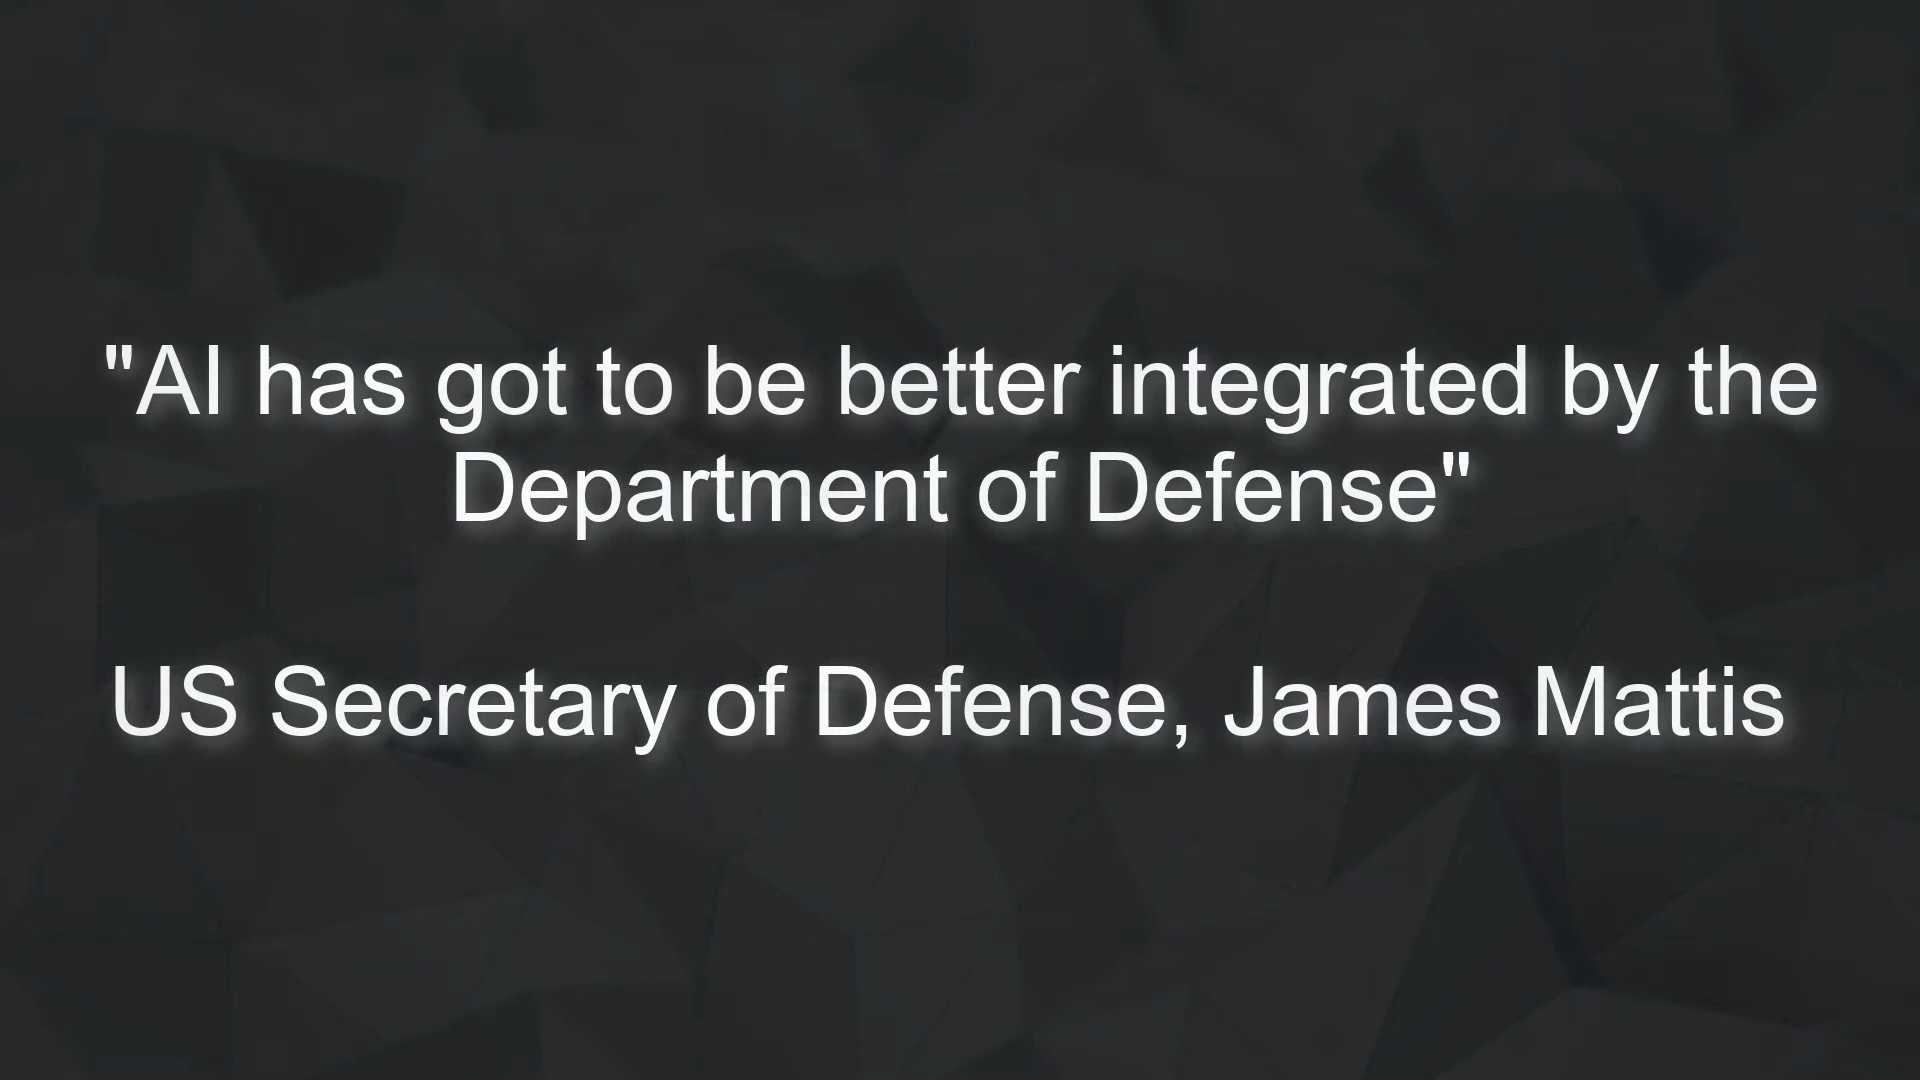 "AI has got to be better integrated by the
Department of Defense"
US Secretary of Defense, James Mattis